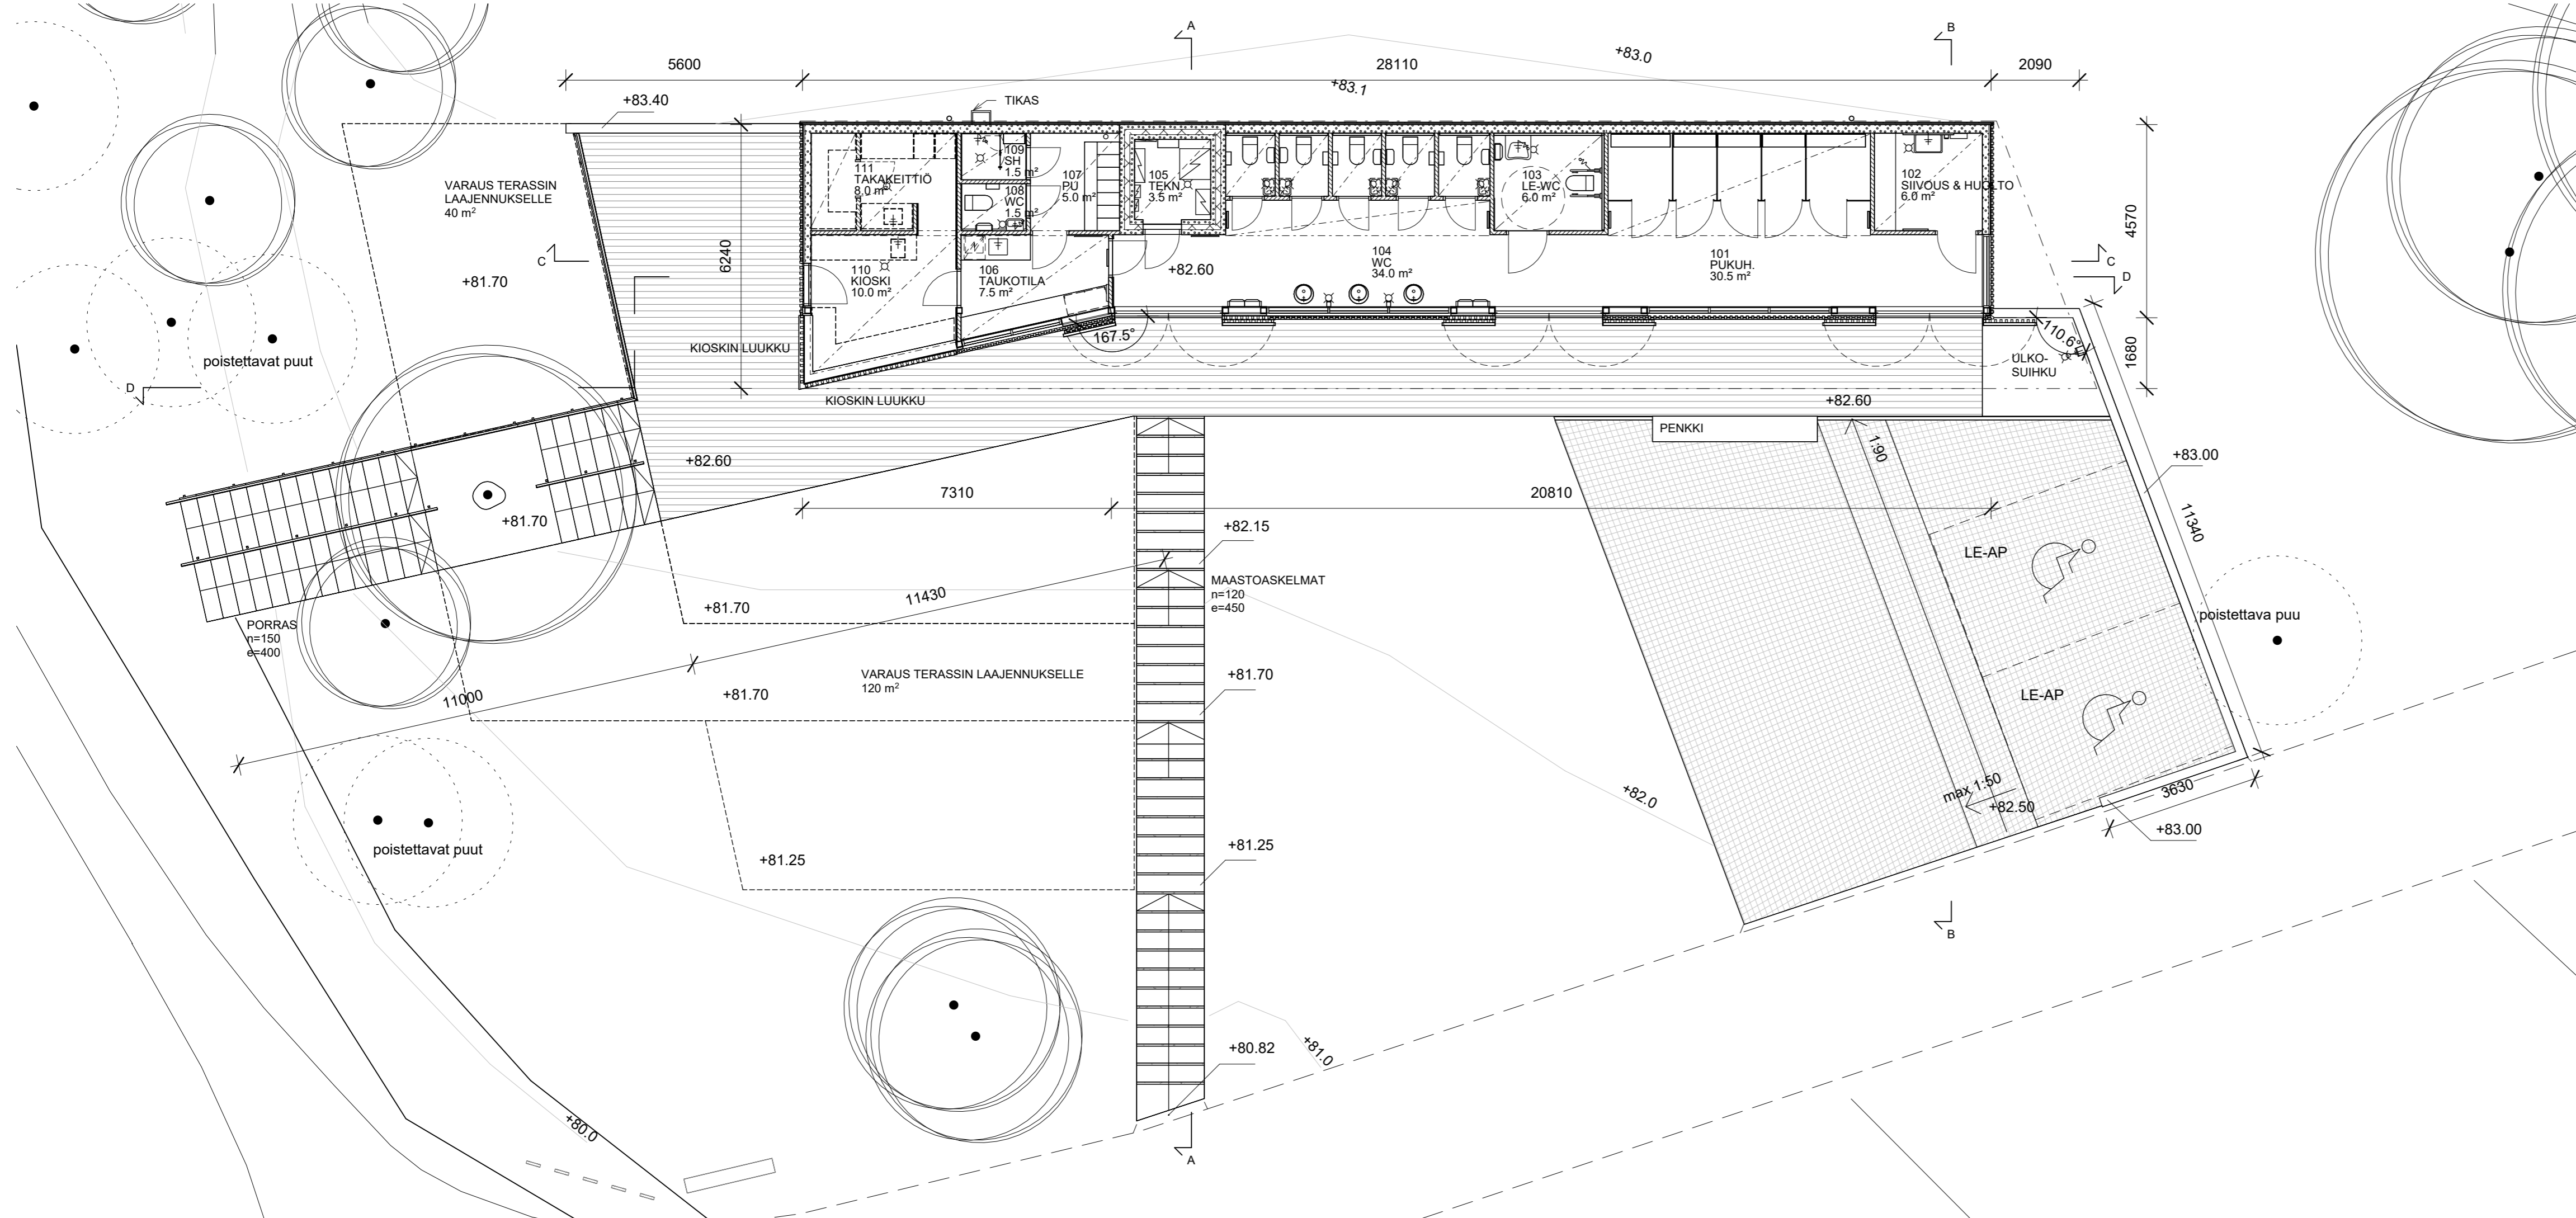 A
B
5600
28110
+83.0
2090
+83.1
+83.40
TIKAS
VARAUS TERASSIN
LAAJENNUKSELLE
40 m²
111
TAKAKEITTIÖ
8.0 m²
109
SH
1.5 m²
108
WC
1.5 m²
107
PU
5.0 m²
105
TEKN.
3.5 m²
103
LE-WC
6.0 m²
102
SIIVOUS & HUOLTO
6.0 m²
4570
6240
C
+81.70
110
KIOSKI
10.0 m²
106
TAUKOTILA
7.5 m²
+82.60
104
WC
34.0 m²
101
PUKUH.
30.5 m²
C
D
167.5°
110.6°
KIOSKIN LUUKKU
poistettavat puut
ULKO-
SUIHKU
1680
D
KIOSKIN LUUKKU
+82.60
PENKKI
1:90
+82.60
+83.00
7310
20810
+81.70
+82.15
11340
LE-AP
MAASTOASKELMAT
n=120
e=450
11430
+81.70
poistettava puu
PORRAS
n=150
e=400
VARAUS TERASSIN LAAJENNUKSELLE
120 m²
+81.70
+81.70
11000
LE-AP
+82.0
max 1:50
+82.50
3630
+83.00
poistettavat puut
+81.25
+81.25
B
+80.82
+81.0
+80.0
A